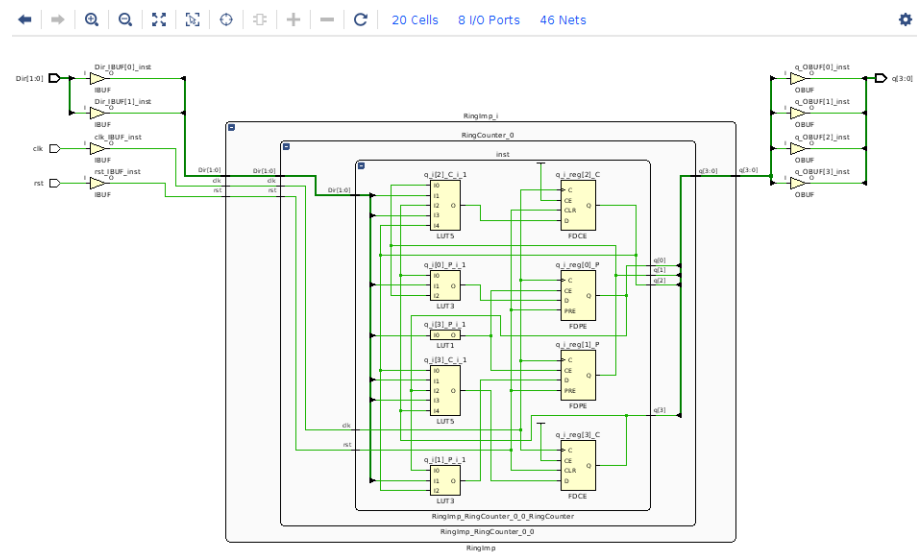 20 Cells 8 I/O Ports 46 Nets
Dir[1:0]
Dir_IBUF[0]_inst
I O
IBUF
Dir_IBUF[1]_inst
I O
IBUF
clk
clk_IBUF_inst
I O
IBUF
rst
rst_IBUF_inst
I O
IBUF
q_OBUF[0]_inst
I O
OBUF
q[3:0]
q_OBUF[1]_inst
I O
OBUF
q_OBUF[2]_inst
I O
OBUF
q_OBUF[3]_inst
I O
OBUF
RingImp_i
RingCounter_0
inst
Dir[1:0]
clk
rst
Dir[1:0]
clk
rst
Dir[1:0]
clk
rst
q[3:0]
q[3:0]
q_i[2]_C_i_1
I0
I1
I2 O
I3
I4
LUT5
q_i_reg[2]_C
C
CE
CLR Q
D
FDCE
q_i[0]_P_i_1
I0
I1 O
I2
LUT3
q_i_reg[0]_P
C
CE
D Q
PRE
FDPE
q[0]
q[1]
q[2]
q_i[3]_P_i_1
I0 O
LUT1
q_i_reg[1]_P
C
CE
D Q
PRE
FDPE
q_i[3]_C_i_1
I0
I1
I2 O
I3
I4
LUT5
q[3]
q_i_reg[3]_C
C
CE
CLR Q
D
FDCE
q_i[1]_P_i_1
I0
I1 O
I2
LUT3
RingImp_RingCounter_0_0_RingCounter
RingImp_RingCounter_0_0
RingImp